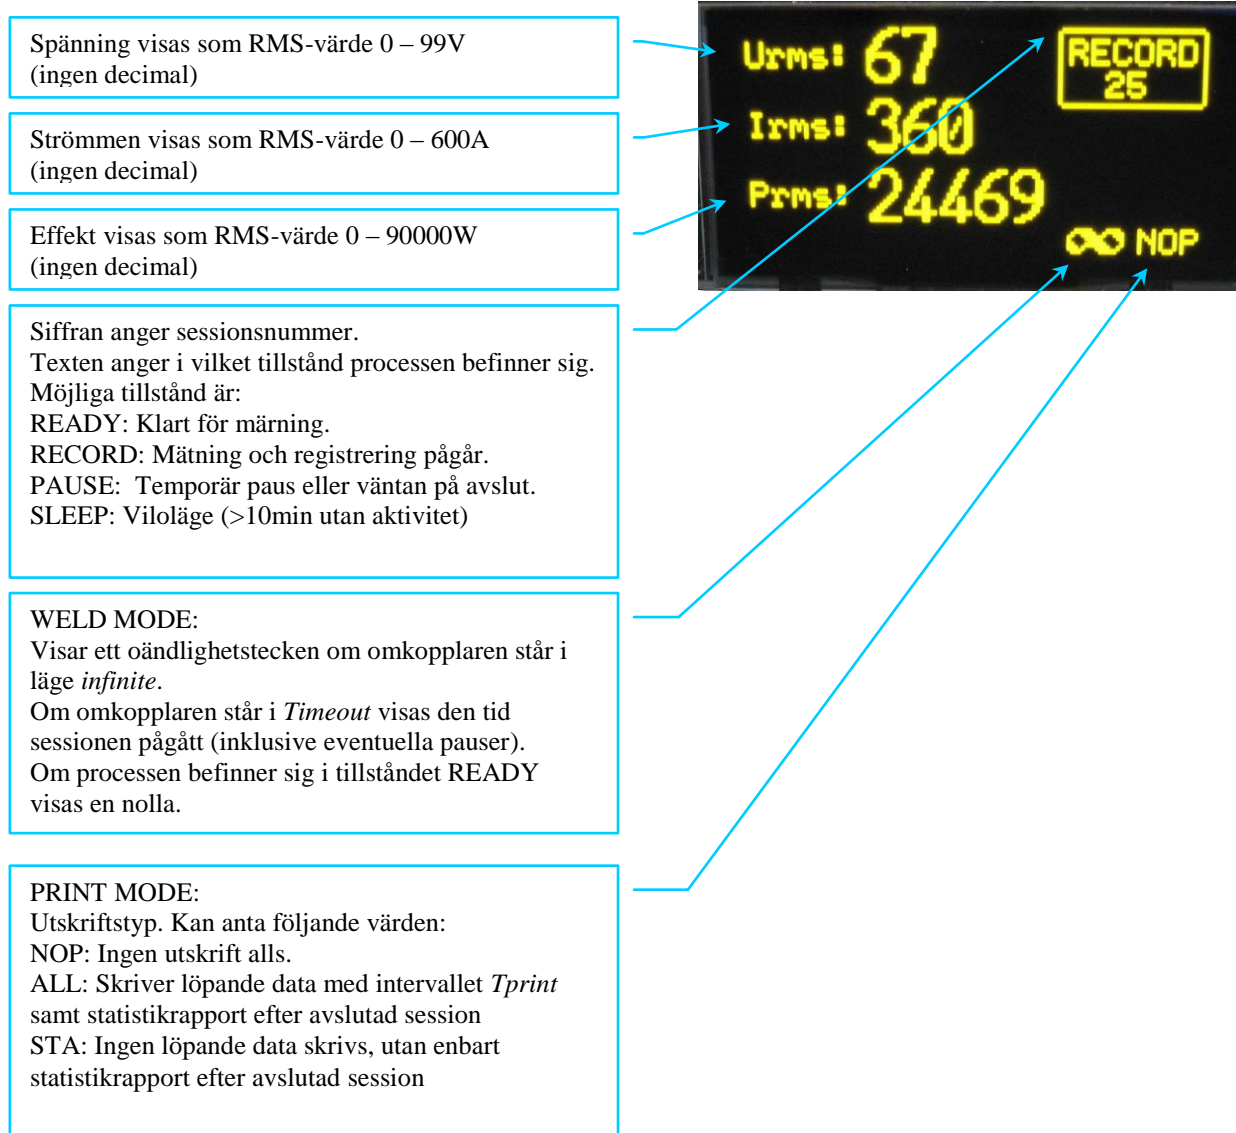 Spänning visas som RMS-värde 0 – 99V
(ingen decimal)
Strömmen visas som RMS-värde 0 – 600A
(ingen decimal)
Effekt visas som RMS-värde 0 – 90000W
(ingen decimal)
Siffran anger sessionsnummer.
Texten anger i vilket tillstånd processen befinner sig.
Möjliga tillstånd är:
READY: Klart för märning.
RECORD: Mätning och registrering pågår.
PAUSE:  Temporär paus eller väntan på avslut.
SLEEP: Viloläge (>10min utan aktivitet)
WELD MODE:
Visar ett oändlighetstecken om omkopplaren står i
läge infinite.
Om omkopplaren står i Timeout visas den tid
sessionen pågått (inklusive eventuella pauser).
Om processen befinner sig i tillståndet READY
visas en nolla.
PRINT MODE:
Utskriftstyp. Kan anta följande värden:
NOP: Ingen utskrift alls.
ALL: Skriver löpande data med intervallet Tprint
samt statistikrapport efter avslutad session
STA: Ingen löpande data skrivs, utan enbart
statistikrapport efter avslutad session
Urms: 67
RECORD
25
Irms: 360
Prms: 24469
∞ NOP